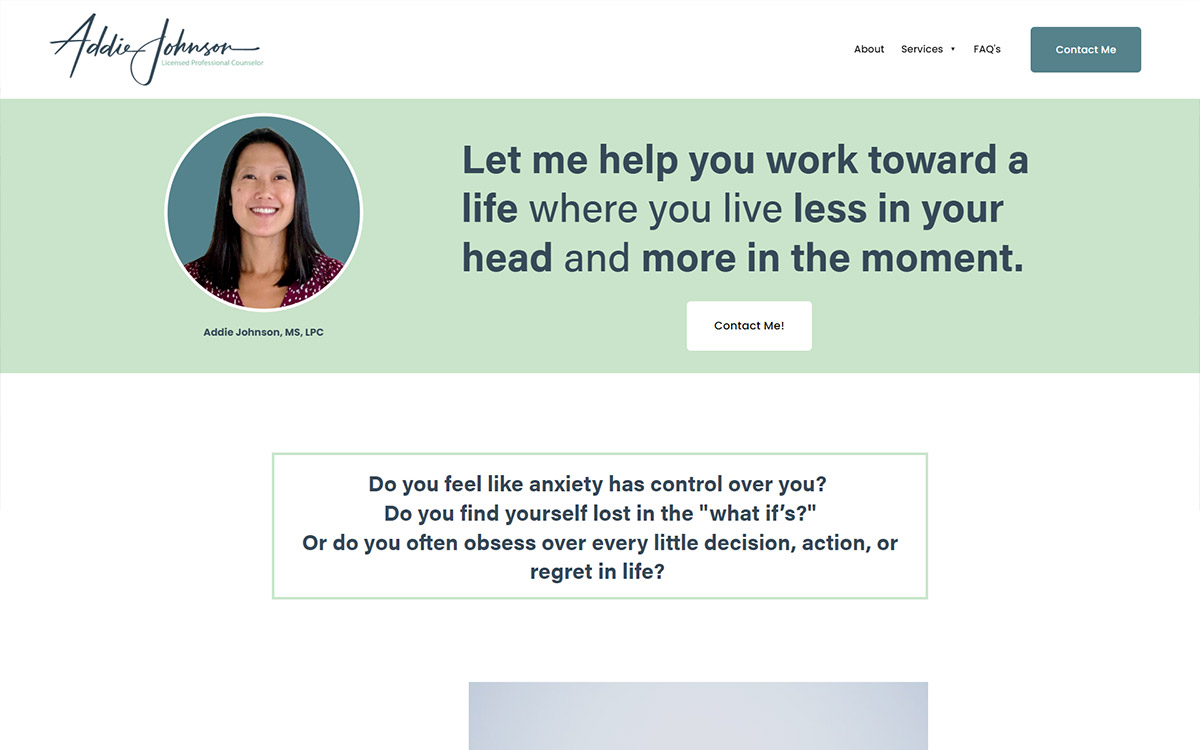 Addie Johnson
Licensed Professional Counselor
About
Services ▾
FAQ's
Contact Me
Let me help you work toward a
life where you live less in your
head and more in the moment.
Addie Johnson, MS, LPC
Contact Me!
Do you feel like anxiety has control over you?
Do you find yourself lost in the "what if’s?"
Or do you often obsess over every little decision, action, or
regret in life?